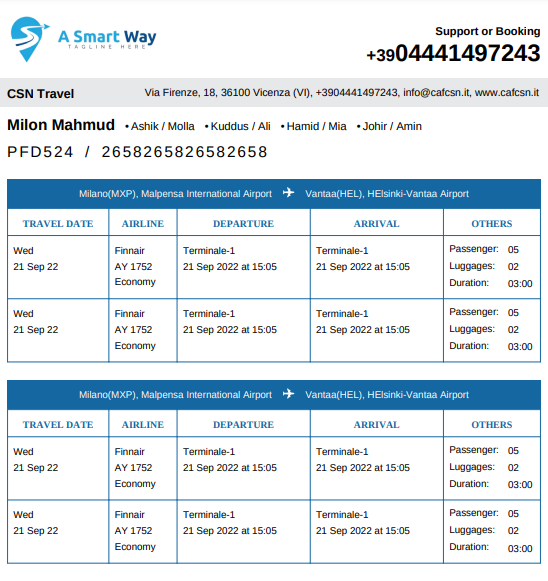 A Smart Way
TAGLINE HERE
Support or Booking
+3904441497243
CSN Travel
Via Firenze, 18, 36100 Vicenza (VI), +3904441497243, info@cafcsn.it, www.cafcsn.it
Milon Mahmud • Ashik / Molla • Kuddus / Ali • Hamid / Mia • Johir / Amin
PFD524 / 2658265826582658
Milano(MXP), Malpensa International Airport ✈ Vantaa(HEL), HElsinki-Vantaa Airport
TRAVEL DATE AIRLINE DEPARTURE ARRIVAL OTHERS
Wed Finnair Terminale-1 Terminale-1 Passenger: 05
21 Sep 22 AY 1752 21 Sep 2022 at 15:05 21 Sep 2022 at 15:05 Luggages: 02
Economy Duration: 03:00
Wed Finnair Terminale-1 Terminale-1 Passenger: 05
21 Sep 22 AY 1752 21 Sep 2022 at 15:05 21 Sep 2022 at 15:05 Luggages: 02
Economy Duration: 03:00
Milano(MXP), Malpensa International Airport ✈ Vantaa(HEL), HElsinki-Vantaa Airport
TRAVEL DATE AIRLINE DEPARTURE ARRIVAL OTHERS
Wed Finnair Terminale-1 Terminale-1 Passenger: 05
21 Sep 22 AY 1752 21 Sep 2022 at 15:05 21 Sep 2022 at 15:05 Luggages: 02
Economy Duration: 03:00
Wed Finnair Terminale-1 Terminale-1 Passenger: 05
21 Sep 22 AY 1752 21 Sep 2022 at 15:05 21 Sep 2022 at 15:05 Luggages: 02
Economy Duration: 03:00